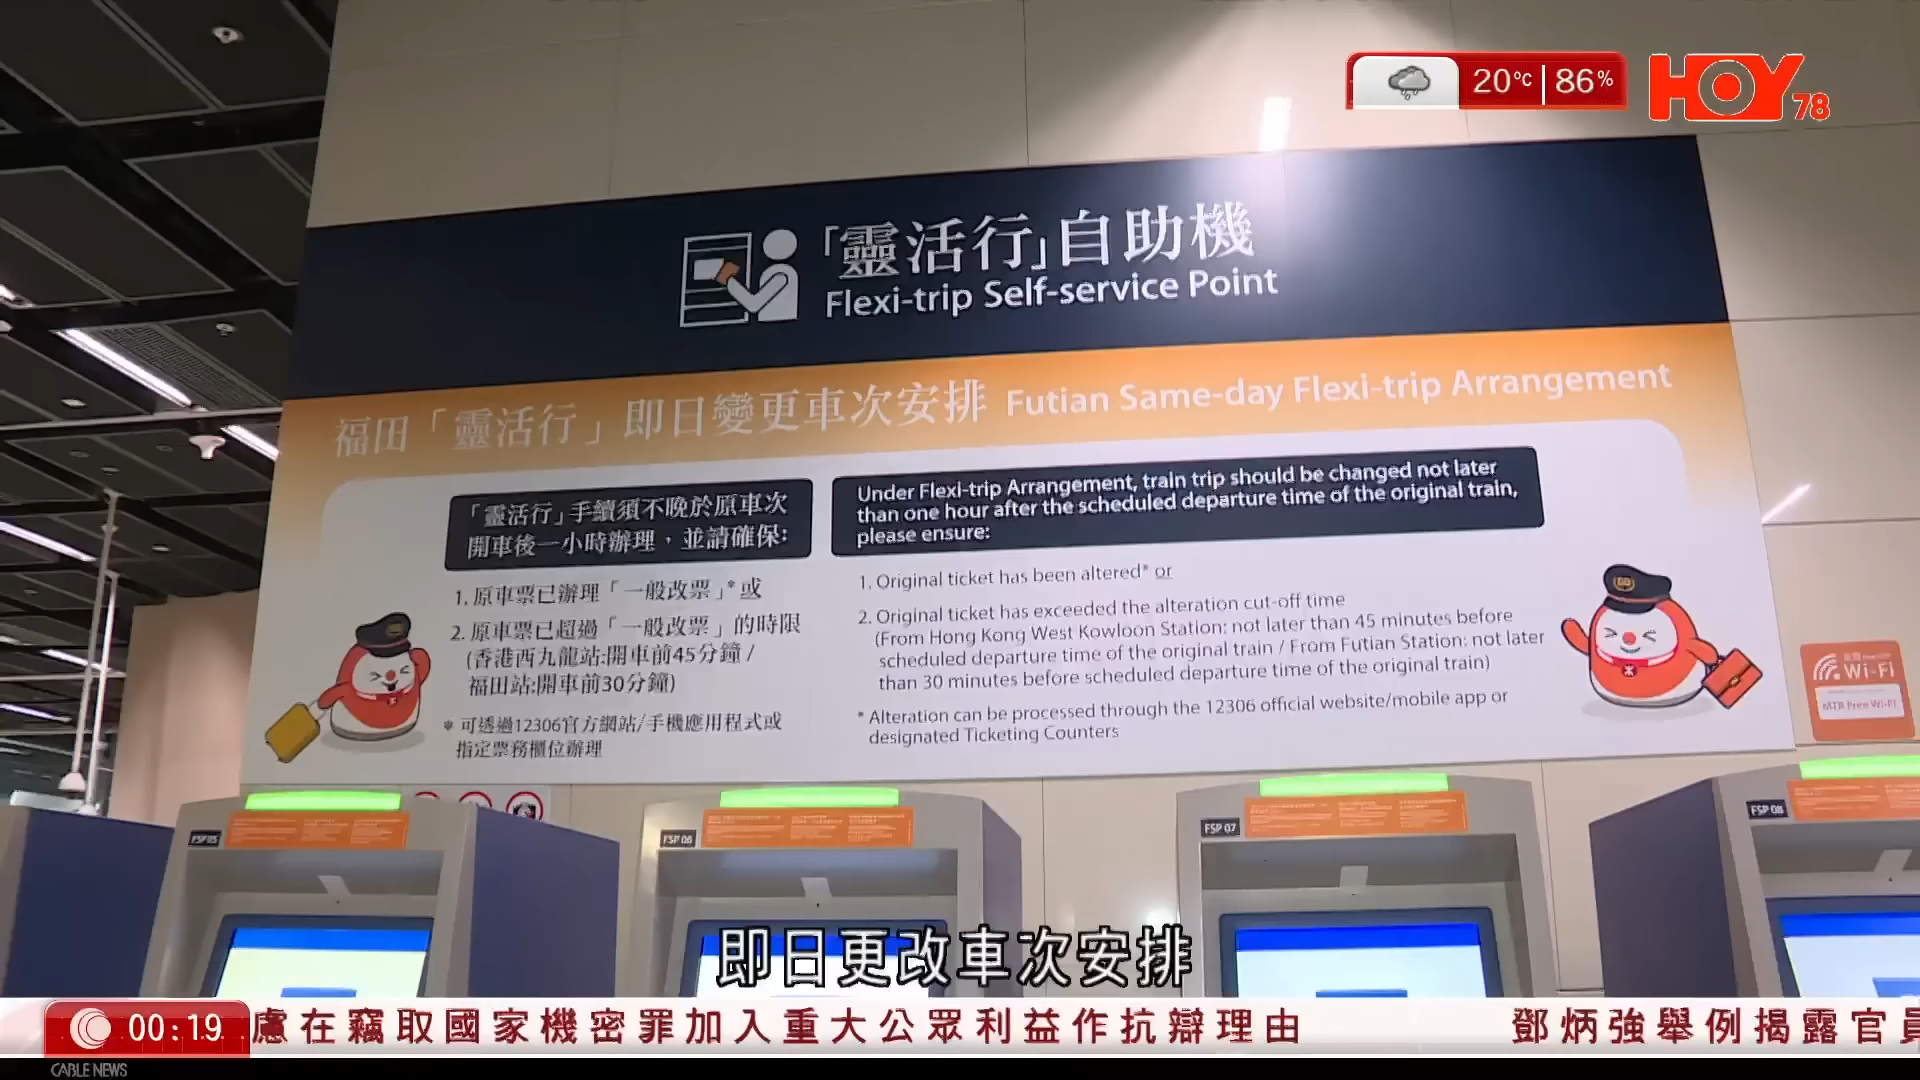 20°C | 86%
HOY 78
「靈活行」自助機
Flexi-trip Self-service Point
福田「靈活行」即日變更車次安排 Futian Same-day Flexi-trip Arrangement
「靈活行」手續須不晚於原車次
開車後一小時辦理，並請確保:
1. 原車票已辦理「一般改票」* 或
2. 原車票已超過「一般改票」的時限
(香港西九龍站:開車前45分鐘 /
福田站:開車前30分鐘)
* 可透過12306官方網站/手機應用程式或
指定票務櫃位辦理
Under Flexi-trip Arrangement, train trip should be changed not later
than one hour after the scheduled departure time of the original train,
please ensure:
1. Original ticket has been altered* or
2. Original ticket has exceeded the alteration cut-off time
(From Hong Kong West Kowloon Station: not later than 45 minutes before
scheduled departure time of the original train / From Futian Station: not later
than 30 minutes before scheduled departure time of the original train)
* Alteration can be processed through the 12306 official website/mobile app or
designated Ticketing Counters
Wi-Fi
MTR Free Wi-Fi
FSP 05
FSP 06
FSP 07
FSP 08
即日更改車次安排
00:19
慮在竊取國家機密罪加入重大公眾利益作抗辯理由 鄧炳強舉例揭露官員
CABLE NEWS